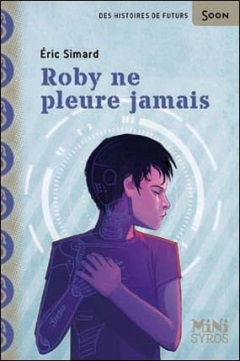 DES HISTOIRES DE FUTURS SOON
Éric Simard
Roby ne
pleure jamais
MiNi
SYROS